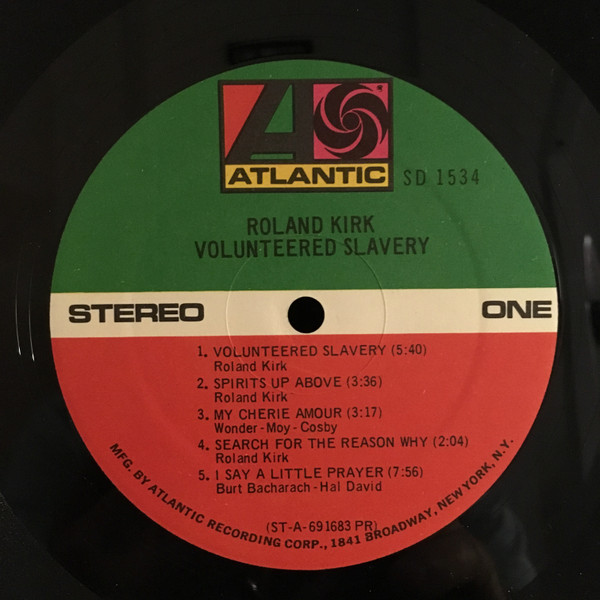 ATLANTIC
SD 1534
ROLAND KIRK
VOLUNTEERED SLAVERY
STEREO
ONE
1. VOLUNTEERED SLAVERY (5:40)
Roland Kirk
2. SPIRITS UP ABOVE (3:36)
Roland Kirk
3. MY CHERIE AMOUR (3:17)
Wonder-Moy-Cosby
4. SEARCH FOR THE REASON WHY (2:04)
Roland Kirk
5. I SAY A LITTLE PRAYER (7:56)
Burt Bacharach-Hal David
(ST-A-691683 PR)
MFG. BY ATLANTIC RECORDING CORP., 1841 BROADWAY, NEW YORK, N.Y.